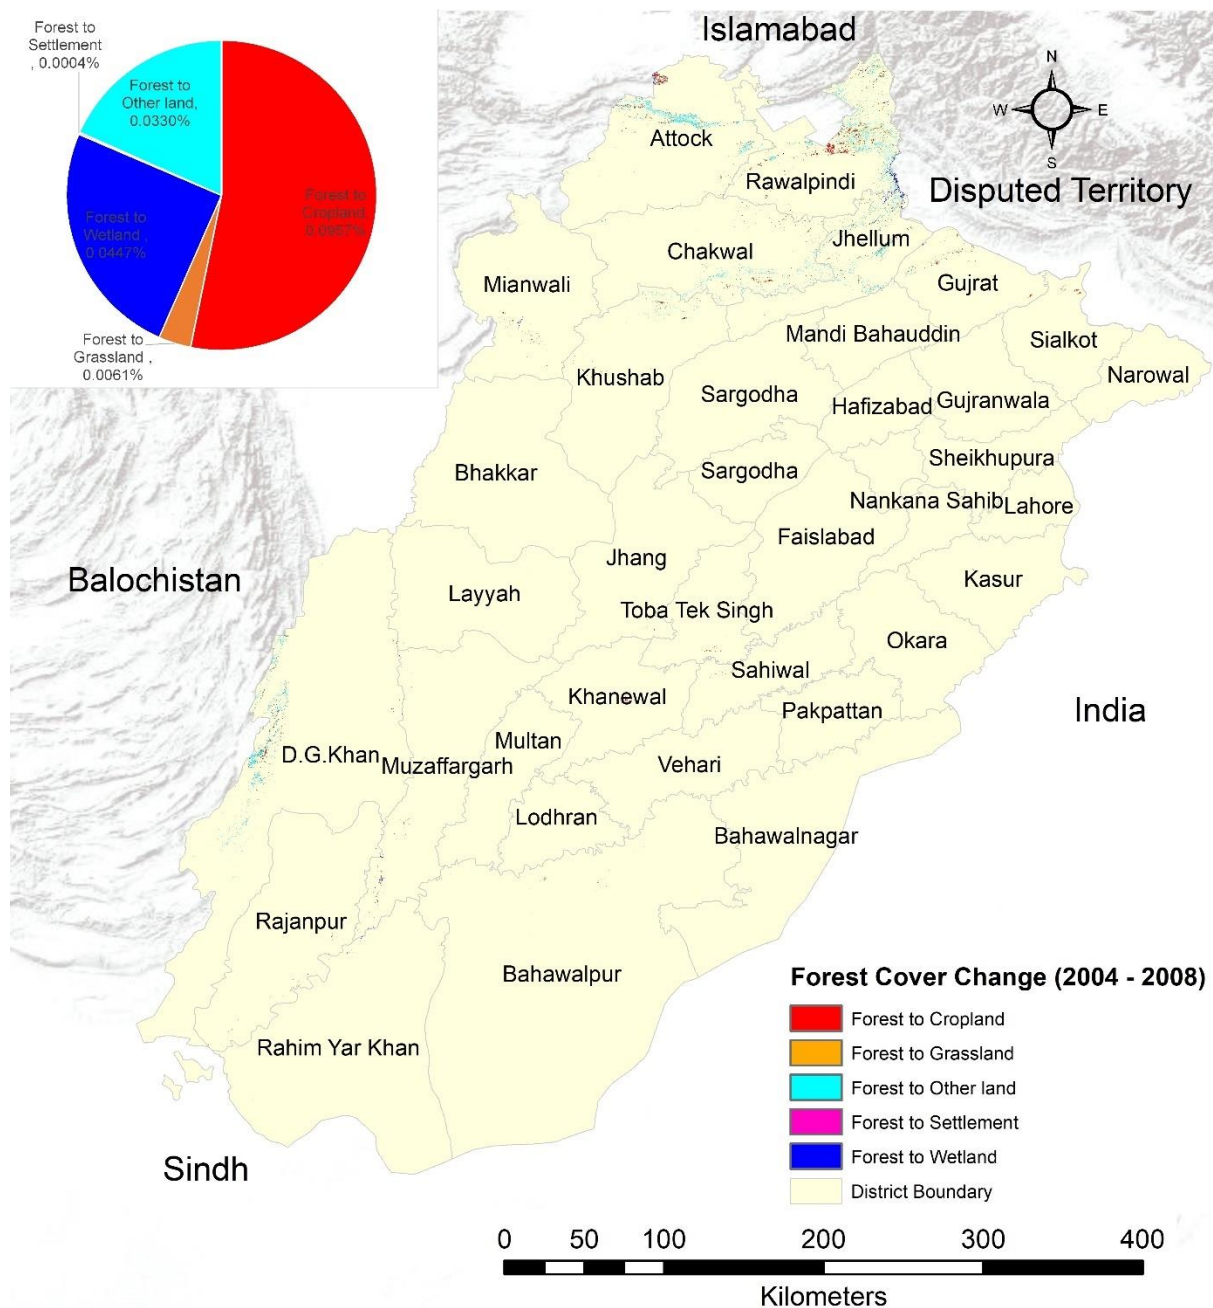 Islamabad
Forest to
Settlement
, 0.0004%
Forest to
Other land,
0.0330%
Forest to
Cropland,
Forest to
Wetland ,
0.0447%
Forest to
Grassland ,
0.0061%
N
W
E
S
Disputed Territory
Attock
Rawalpindi
Chakwal
Jhellum
Mianwali
Gujrat
Mandi Bahauddin
Sialkot
Narowal
Khushab
Sargodha
Hafizabad
Gujranwala
Bhakkar
Sargodha
Sheikhupura
Nankana Sahib
Lahore
Faislabad
Jhang
Balochistan
Layyah
Kasur
Toba Tek Singh
Okara
Sahiwal
Khanewal
Pakpattan
India
Multan
D.G.Khan
Muzaffargarh
Vehari
Lodhran
Bahawalnagar
Rajanpur
Bahawalpur
Rahim Yar Khan
Sindh
Forest Cover Change (2004 - 2008)
Forest to Cropland
Forest to Grassland
Forest to Other land
Forest to Settlement
Forest to Wetland
District Boundary
0 50 100 200 300 400
Kilometers